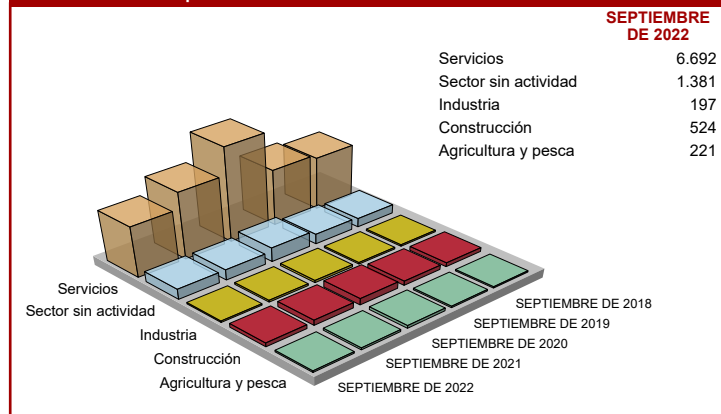 SEPTIEMBRE
DE 2022
Servicios 6.692
Sector sin actividad 1.381
Industria 197
Construcción 524
Agricultura y pesca 221
Servicios
Sector sin actividad
Industria
Construcción
Agricultura y pesca
SEPTIEMBRE DE 2018
SEPTIEMBRE DE 2019
SEPTIEMBRE DE 2020
SEPTIEMBRE DE 2021
SEPTIEMBRE DE 2022